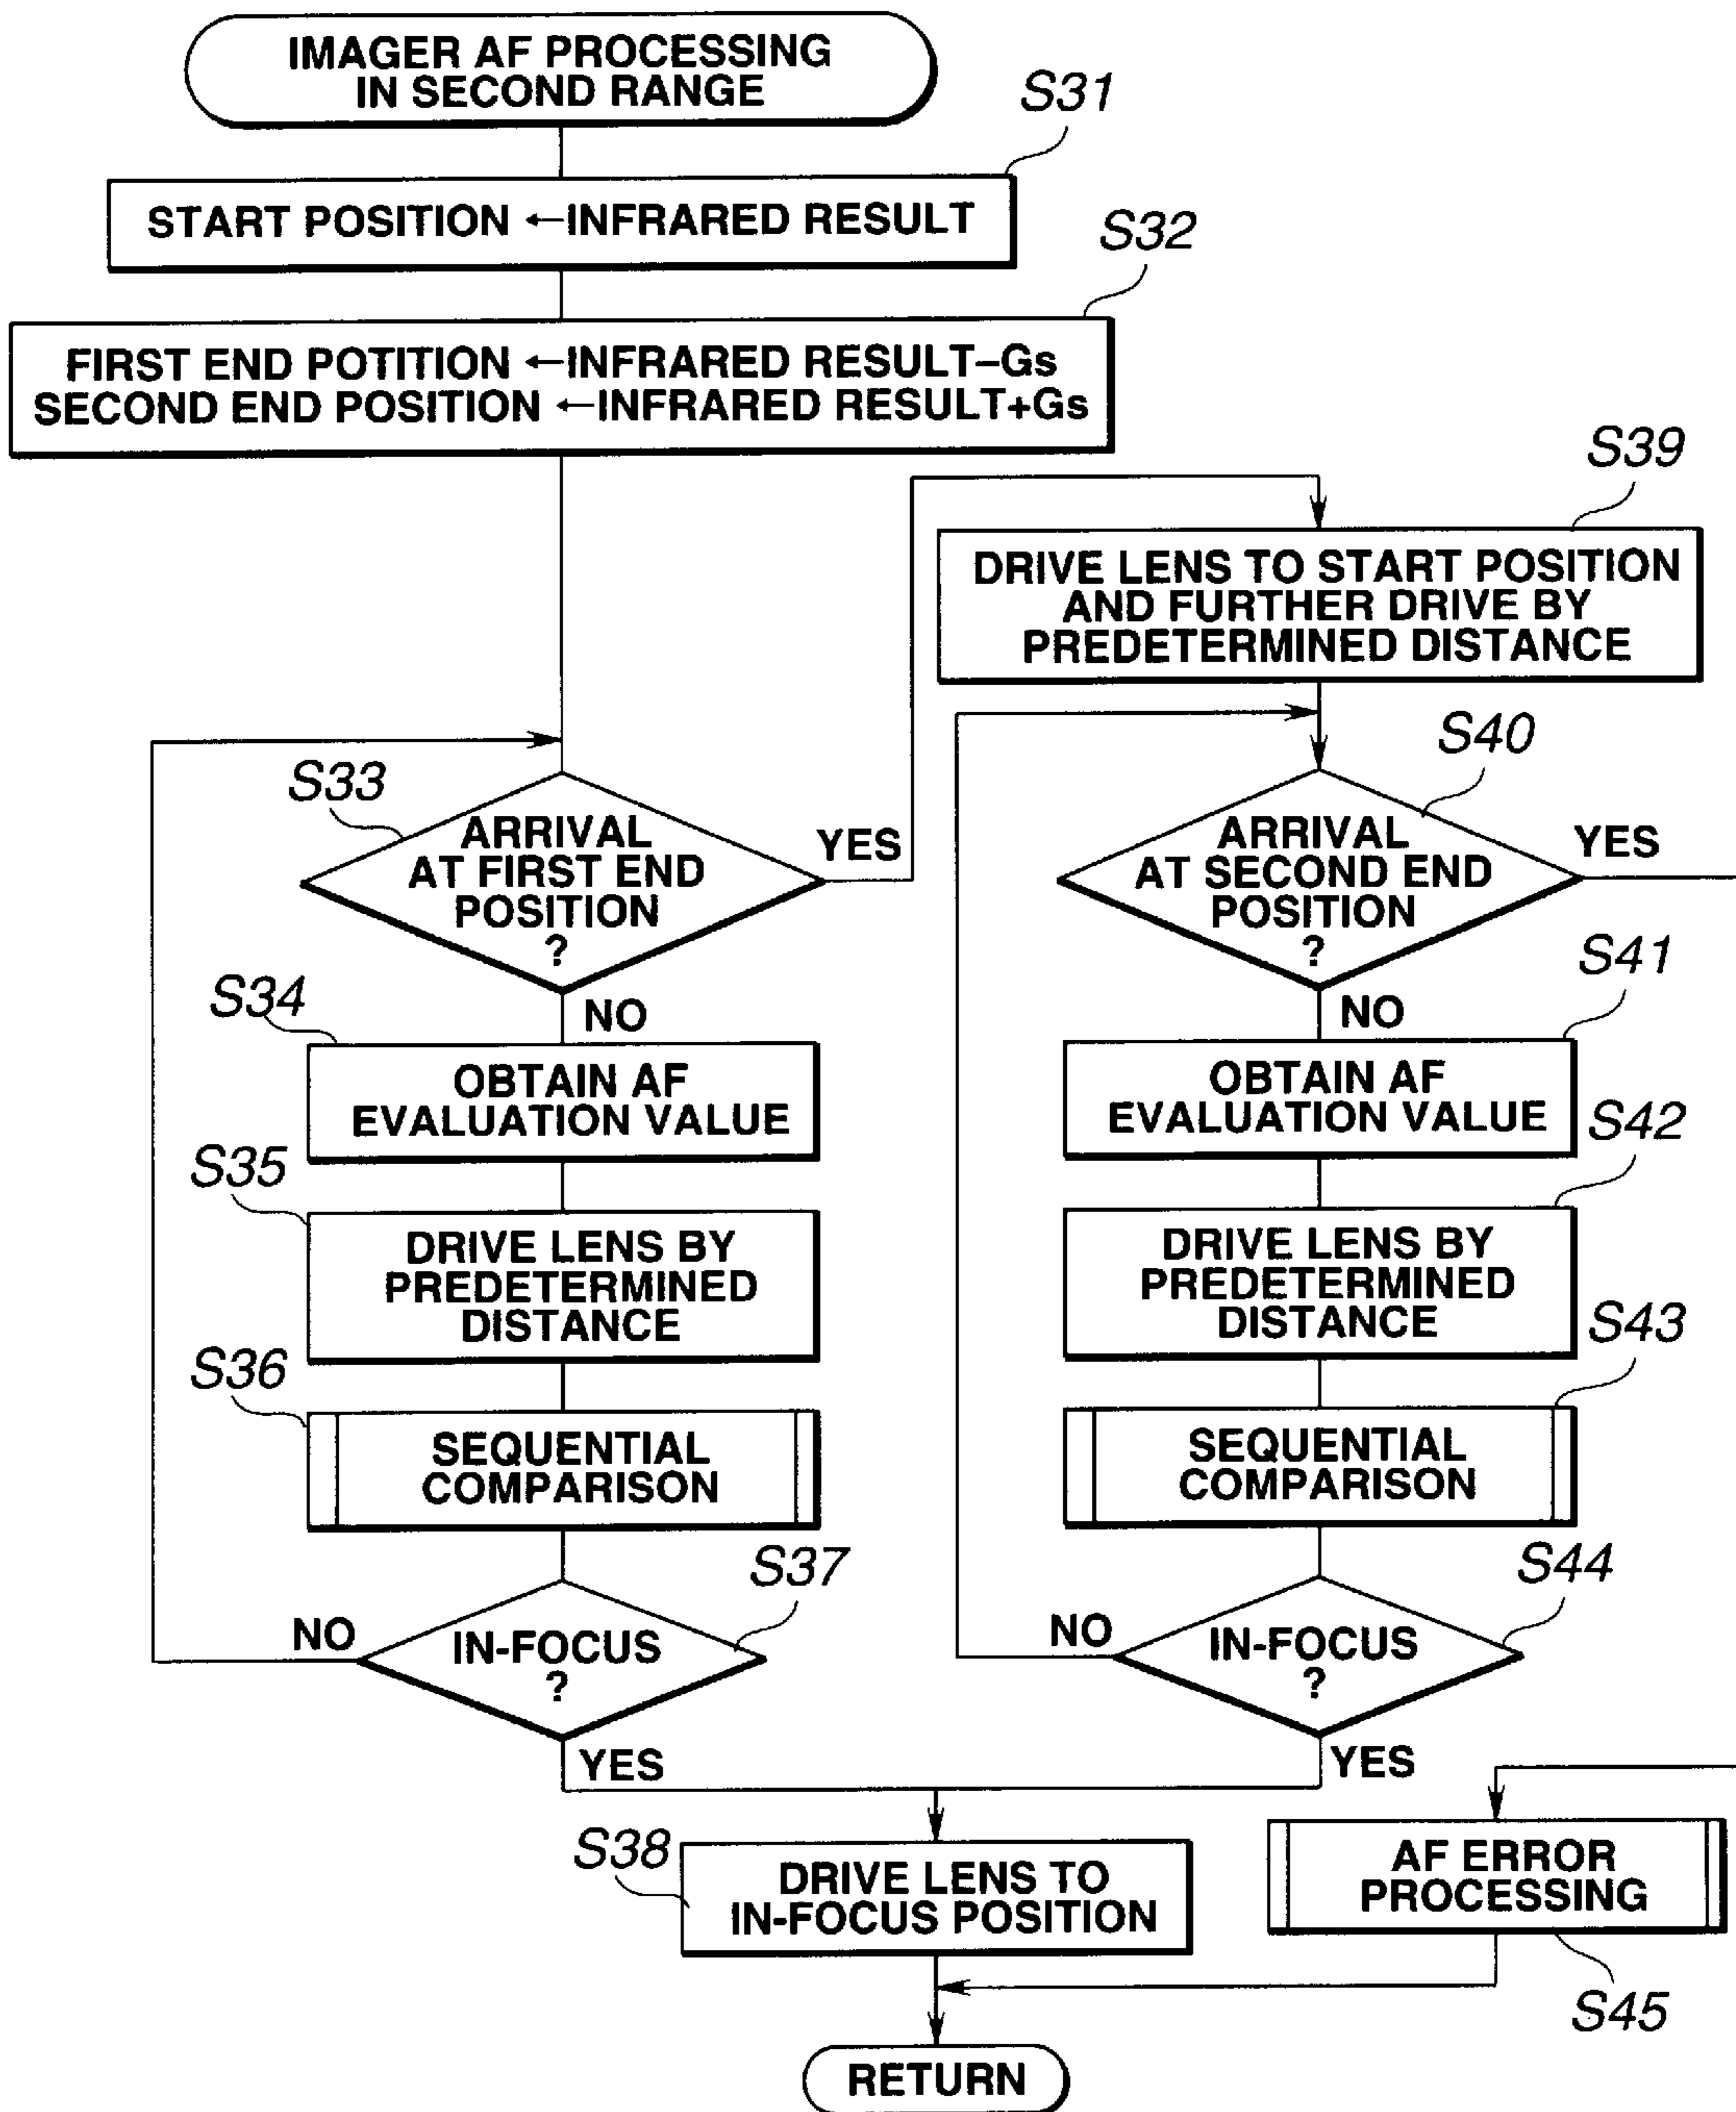 IMAGER AF PROCESSING
IN SECOND RANGE
S31
START POSITION ←INFRARED RESULT
S32
FIRST END POTITION ←INFRARED RESULT–Gs
SECOND END POSITION ←INFRARED RESULT+Gs
S39
DRIVE LENS TO START POSITION
AND FURTHER DRIVE BY
PREDETERMINED DISTANCE
S33
ARRIVAL
AT FIRST END
POSITION
?
YES
NO
S40
ARRIVAL
AT SECOND END
POSITION
?
YES
NO
S34
OBTAIN AF
EVALUATION VALUE
S41
OBTAIN AF
EVALUATION VALUE
S35
DRIVE LENS BY
PREDETERMINED
DISTANCE
S42
DRIVE LENS BY
PREDETERMINED
DISTANCE
S36
SEQUENTIAL
COMPARISON
S43
SEQUENTIAL
COMPARISON
S37
NO
IN-FOCUS
?
YES
S44
NO
IN-FOCUS
?
YES
S38
DRIVE LENS TO
IN-FOCUS POSITION
AF ERROR
PROCESSING
S45
RETURN